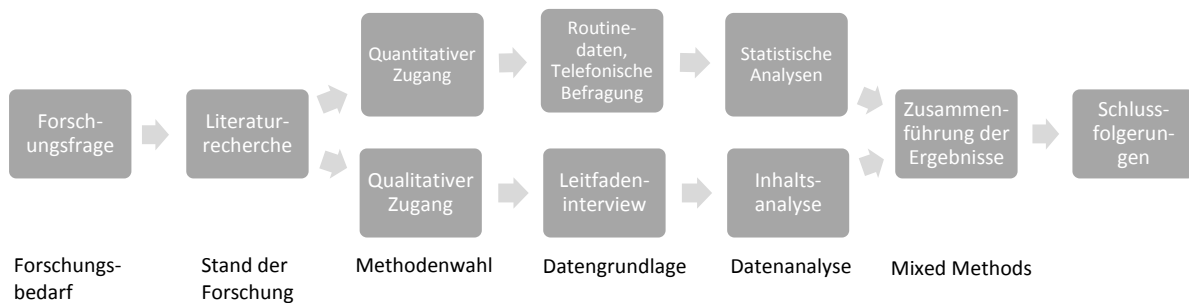 Forsch-
ungsfrage
Literatur-
recherche
Quantitativer
Zugang
Routine-
daten,
Telefonische
Befragung
Statistische
Analysen
Qualitativer
Zugang
Leitfaden-
interview
Inhalts-
analyse
Zusammen-
führung der
Ergebnisse
Schluss-
folgerun-
gen
Forschungs-
bedarf
Stand der
Forschung
Methodenwahl
Datengrundlage
Datenanalyse
Mixed Methods